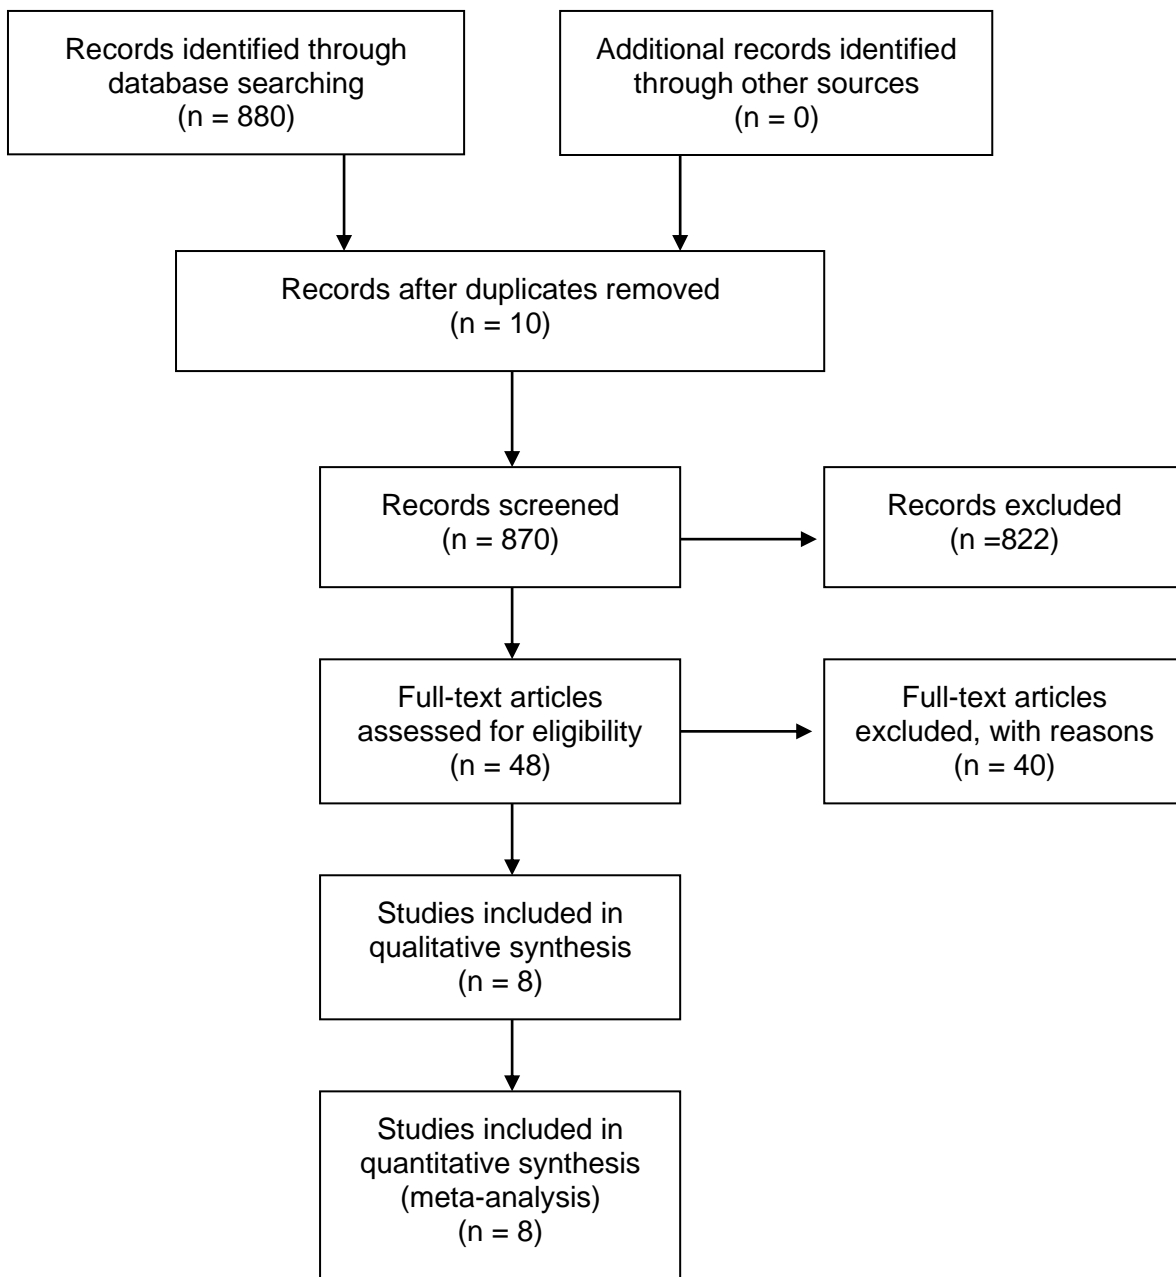 Records identified through
database searching
(n = 880)
Additional records identified
through other sources
(n = 0)
Records after duplicates removed
(n = 10)
Records screened
(n = 870)
Records excluded
(n =822)
Full-text articles
assessed for eligibility
(n = 48)
Full-text articles
excluded, with reasons
(n = 40)
Studies included in
qualitative synthesis
(n = 8)
Studies included in
quantitative synthesis
(meta-analysis)
(n = 8)